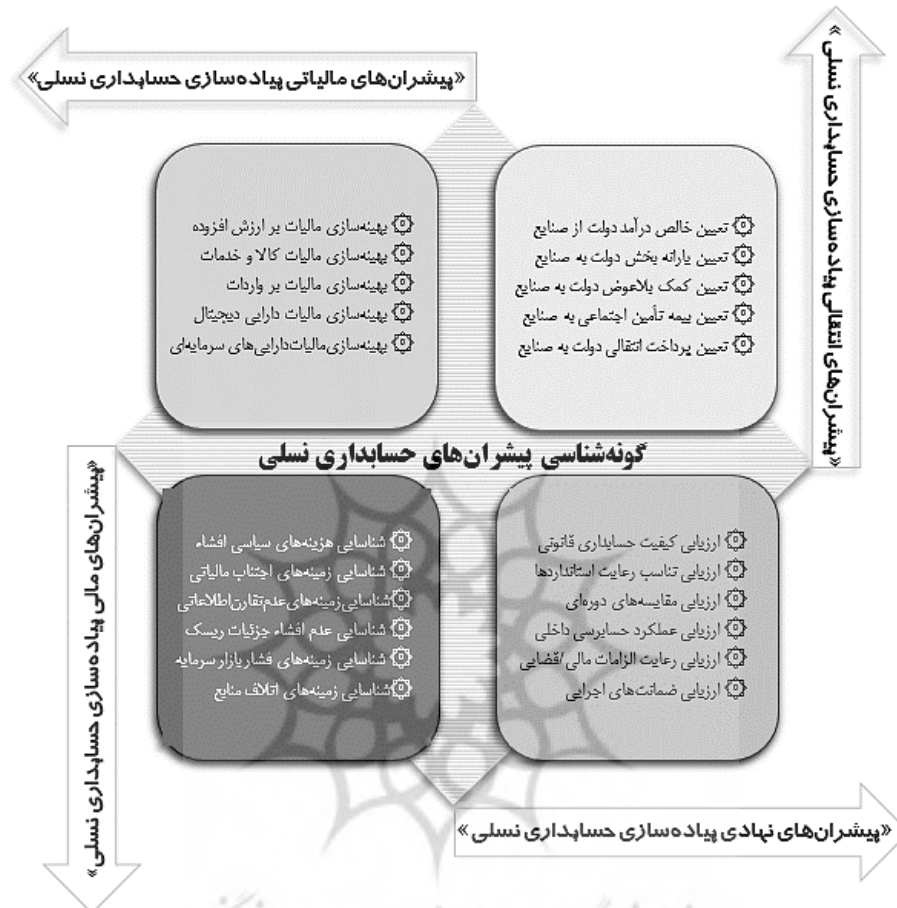 «پیشران‌های مالیاتی پیاده‌سازی حسابداری نسلی»
«پیشران‌های انتقالی پیاده‌سازی حسابداری نسلی»
تعیین خالص درآمد دولت از صنایع
تعیین یارانه بخش دولت به صنایع
تعیین کمک بلاعوض دولت به صنایع
تعیین بیمه تأمین اجتماعی به صنایع
تعیین پرداخت انتقالی دولت به صنایع
بهینه‌سازی مالیات بر ارزش افزوده
بهینه‌سازی مالیات کالا و خدمات
بهینه‌سازی مالیات بر واردات
بهینه‌سازی مالیات دارایی دیجیتال
بهینه‌سازی مالیات دارایی‌های سرمایه‌ای
گونه‌شناسی پیشران‌های حسابداری نسلی
ارزیابی کیفیت حسابداری قانونی
ارزیابی تناسب رعایت استانداردها
ارزیابی مقایسه‌های دوره‌ای
ارزیابی عملکرد حسابرسی داخلی
ارزیابی رعایت الزامات مالی/قضایی
ارزیابی ضمانت‌های اجرایی
شناسایی هزینه‌های سیاسی افشاء
شناسایی زمینه‌های اجتناب مالیاتی
شناسایی زمینه‌های عدم‌تقارن اطلاعاتی
شناسایی عدم افشاء جزئیات ریسک
شناسایی زمینه‌های فشار بازار سرمایه
شناسایی زمینه‌های اتلاف منابع
«پیشران‌های مالی پیاده‌سازی حسابداری نسلی»
«پیشران‌های نهادی پیاده‌سازی حسابداری نسلی»